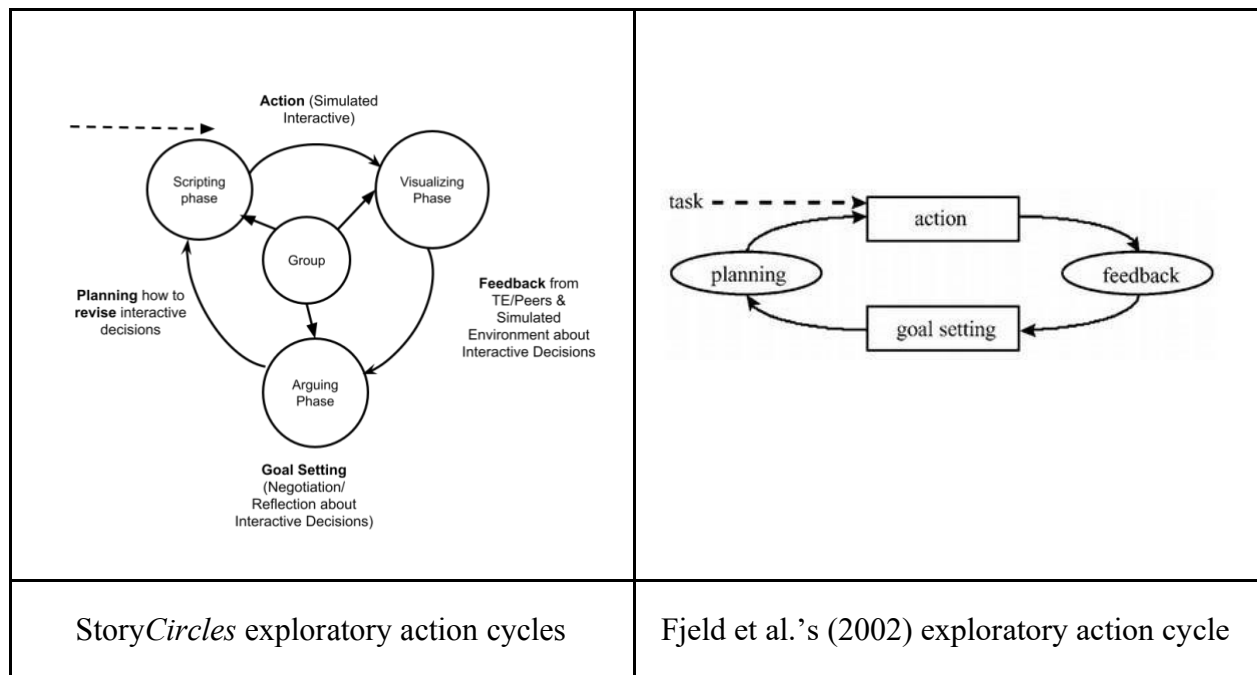 Action (Simulated
Interactive)
Scripting
phase
Visualizing
Phase
Group
Planning how to
revise interactive
decisions
Feedback from
TE/Peers &
Simulated
Environment about
Interactive Decisions
Arguing
Phase
Goal Setting
(Negotiation/
Reflection about
Interactive Decisions)
task
action
planning
feedback
goal setting
StoryCircles exploratory action cycles
Fjeld et al.’s (2002) exploratory action cycle